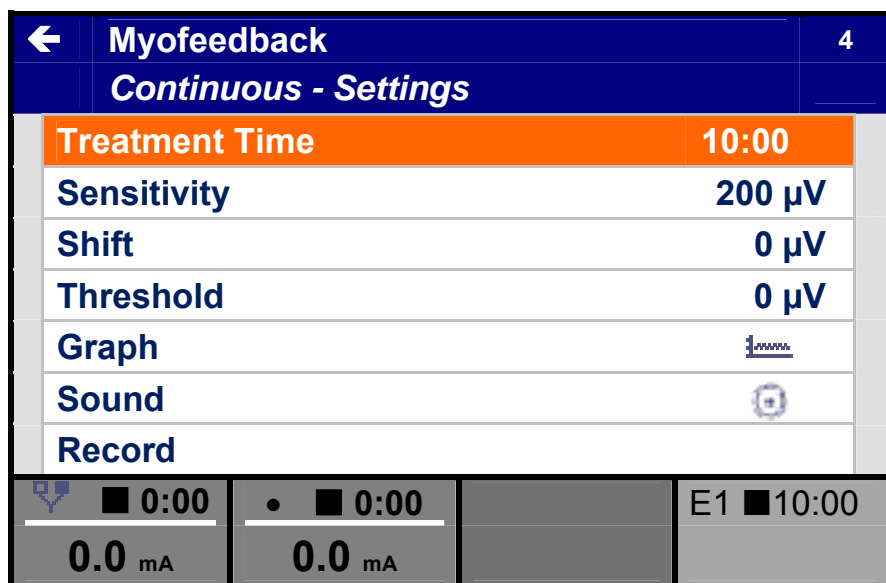 ← Myofeedback 4
Continuous - Settings
Treatment Time 10:00
Sensitivity 200 µV
Shift 0 µV
Threshold 0 µV
Graph
Sound
Record
■ 0:00 • ■ 0:00 E1 ■10:00
0.0 mA 0.0 mA